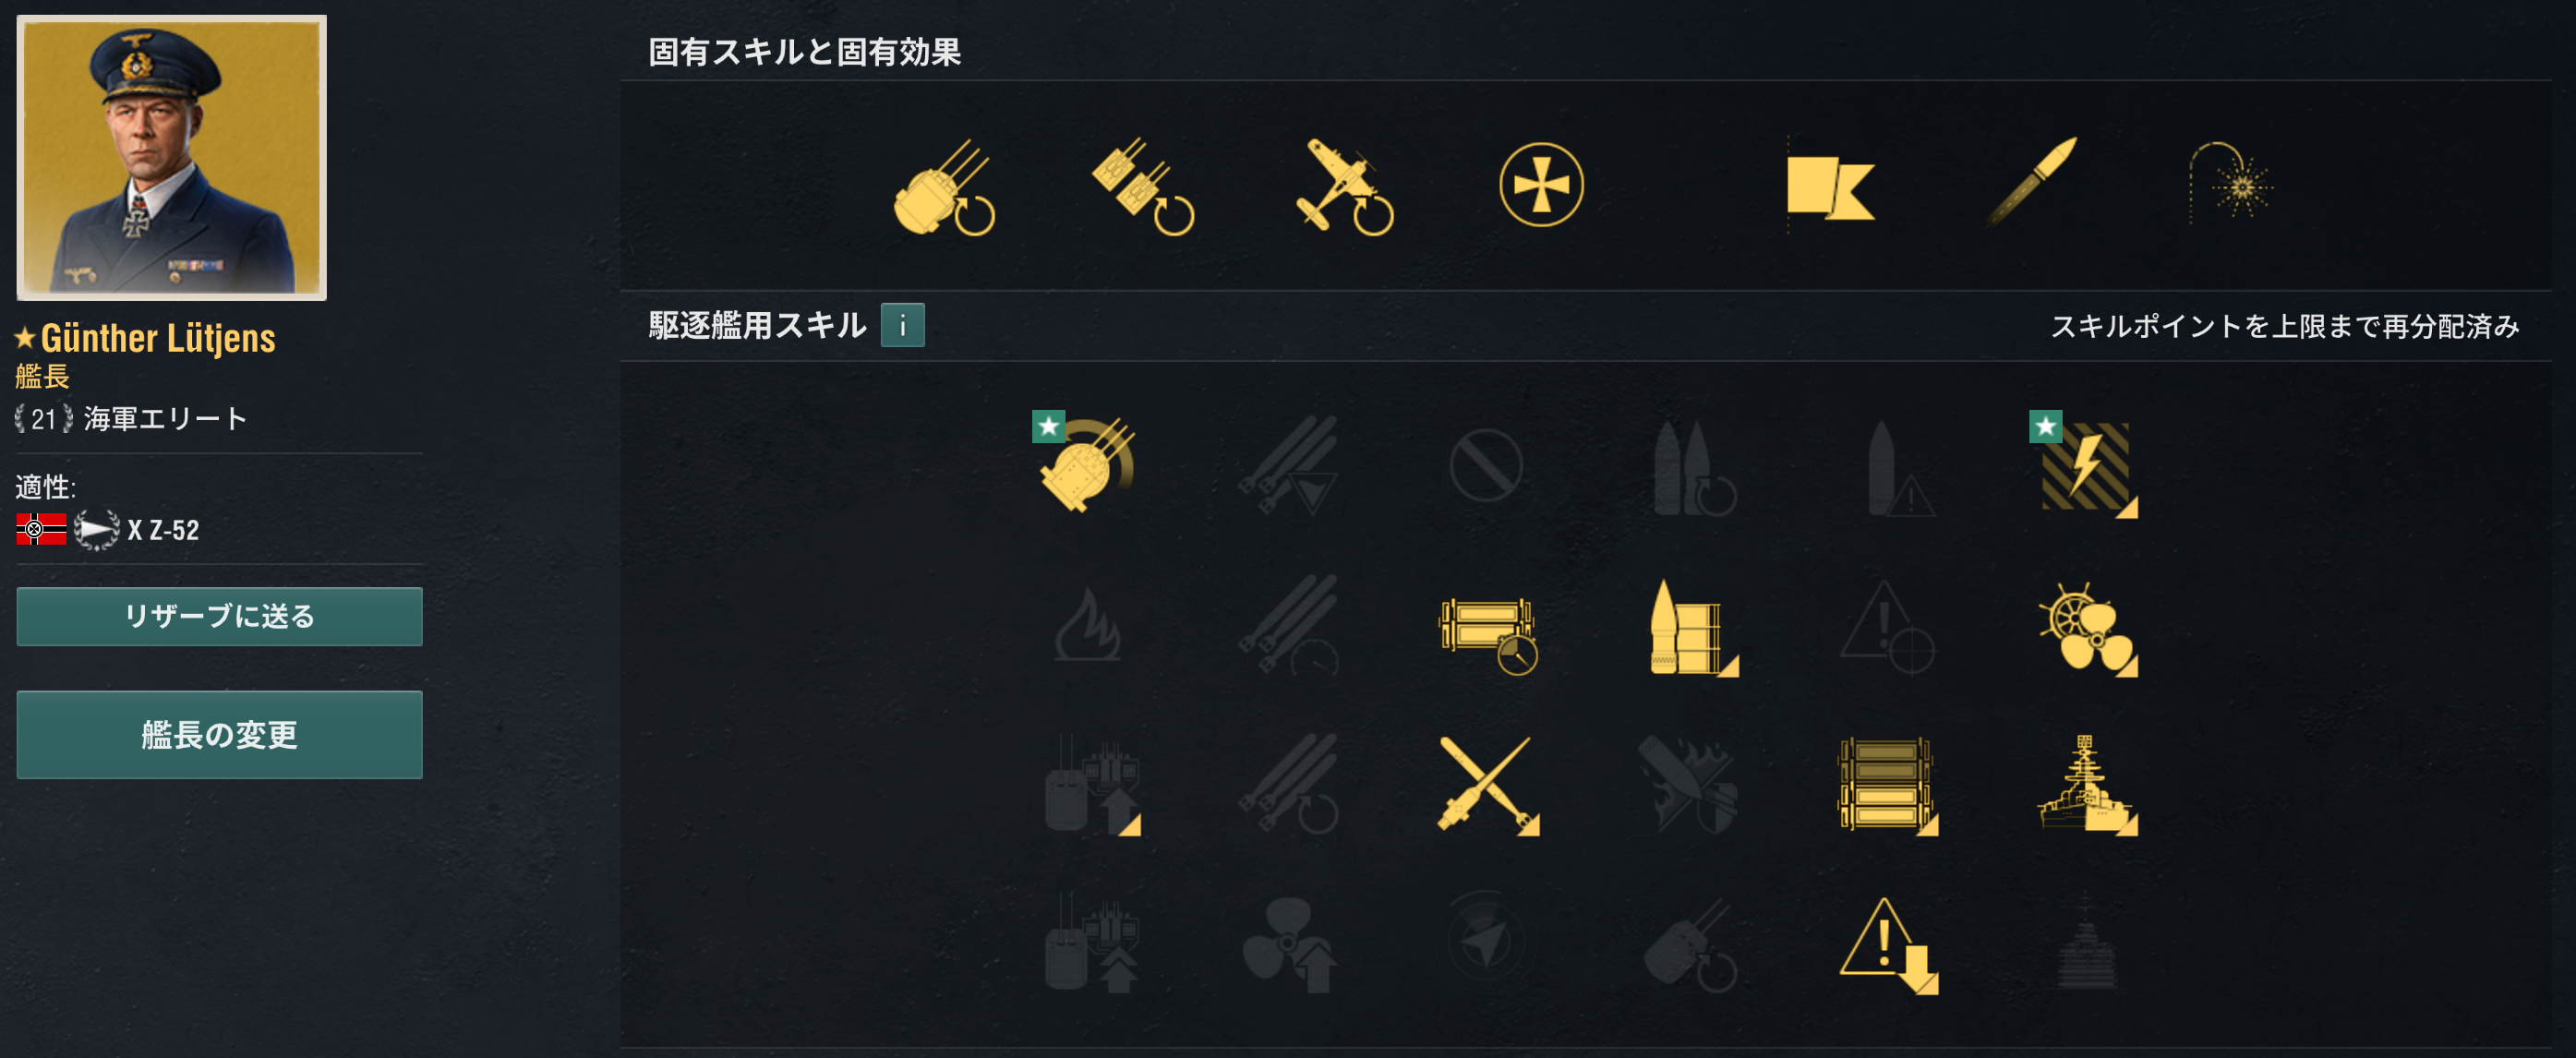 固有スキルと固有効果
Günther Lütjens
艦長
21 海軍エリート
適性:
X Z-52
リザーブに送る
艦長の変更
駆逐艦用スキル i
スキルポイントを上限まで再分配済み